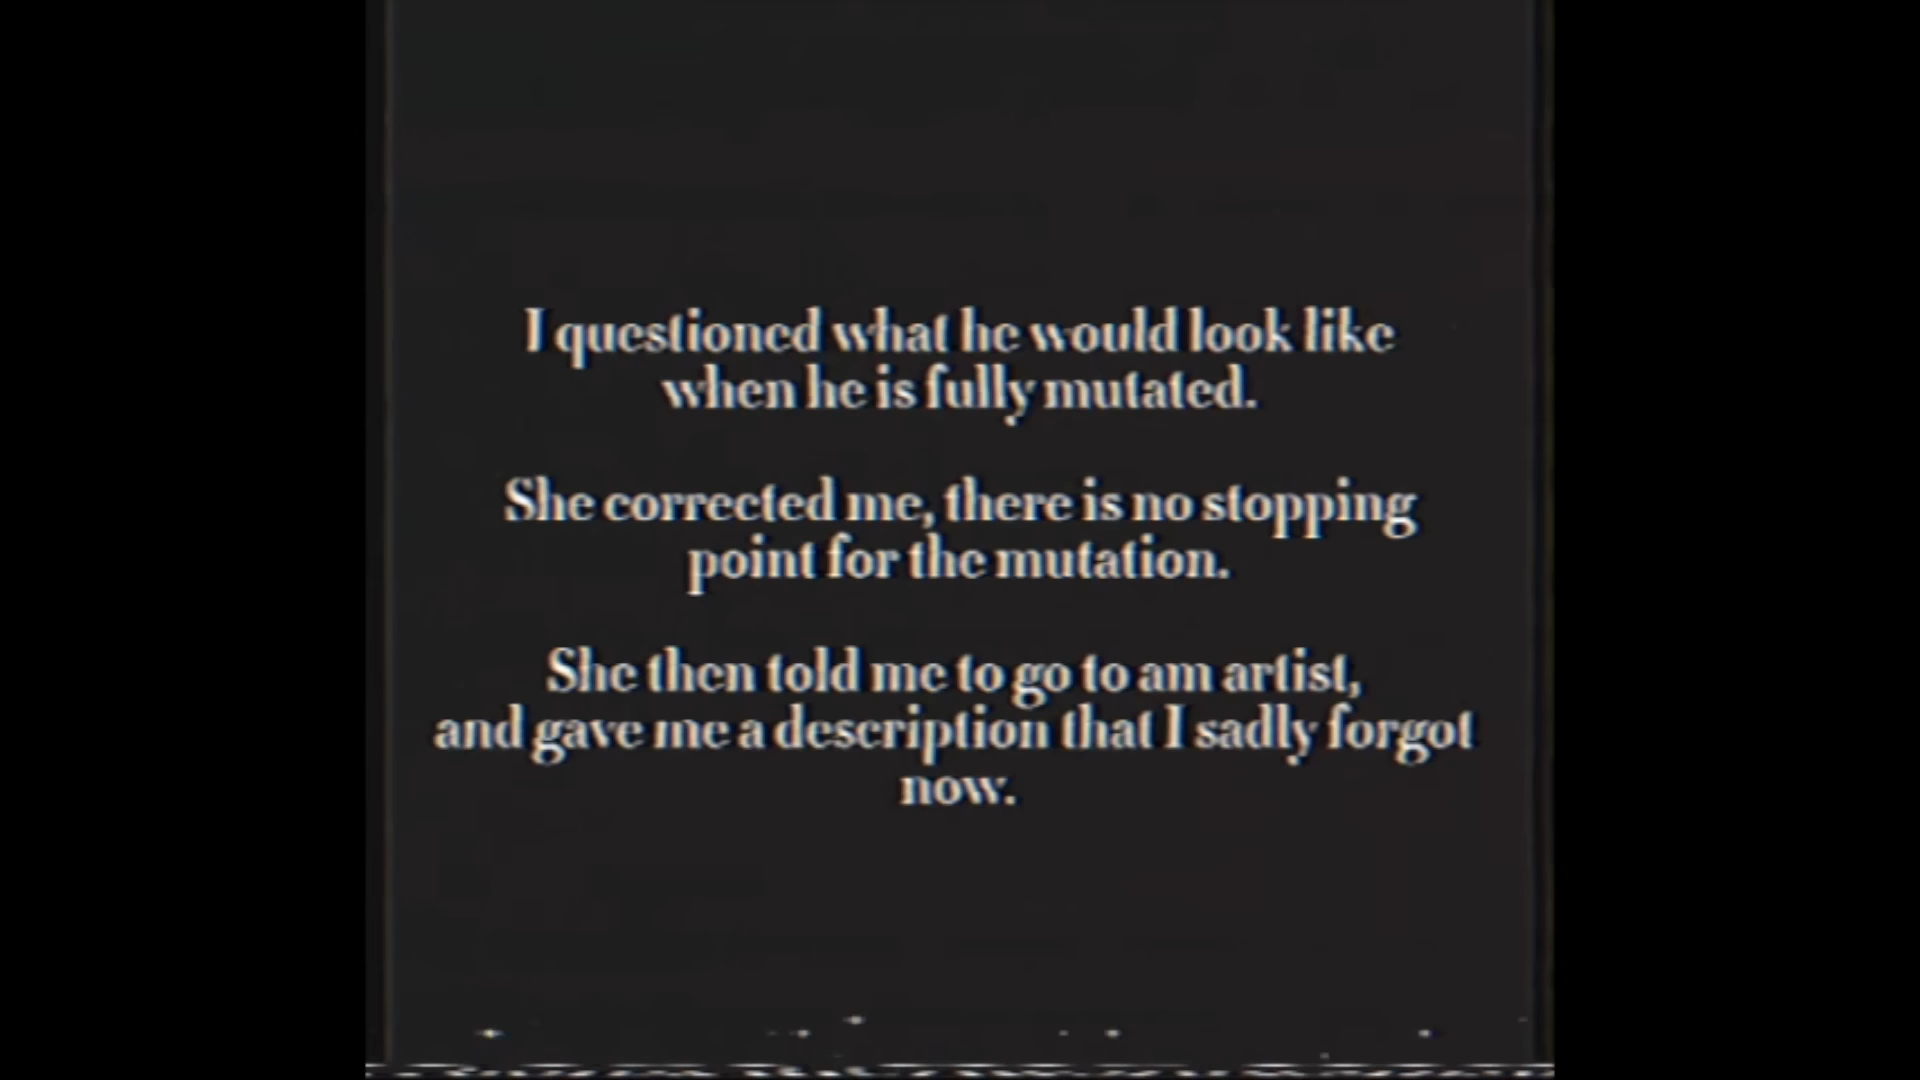 I questioned what he would look like
when he is fully mutated.
She corrected me, there is no stopping
point for the mutation.
She then told me to go to am artist,
and gave me a description that I sadly forgot
now.